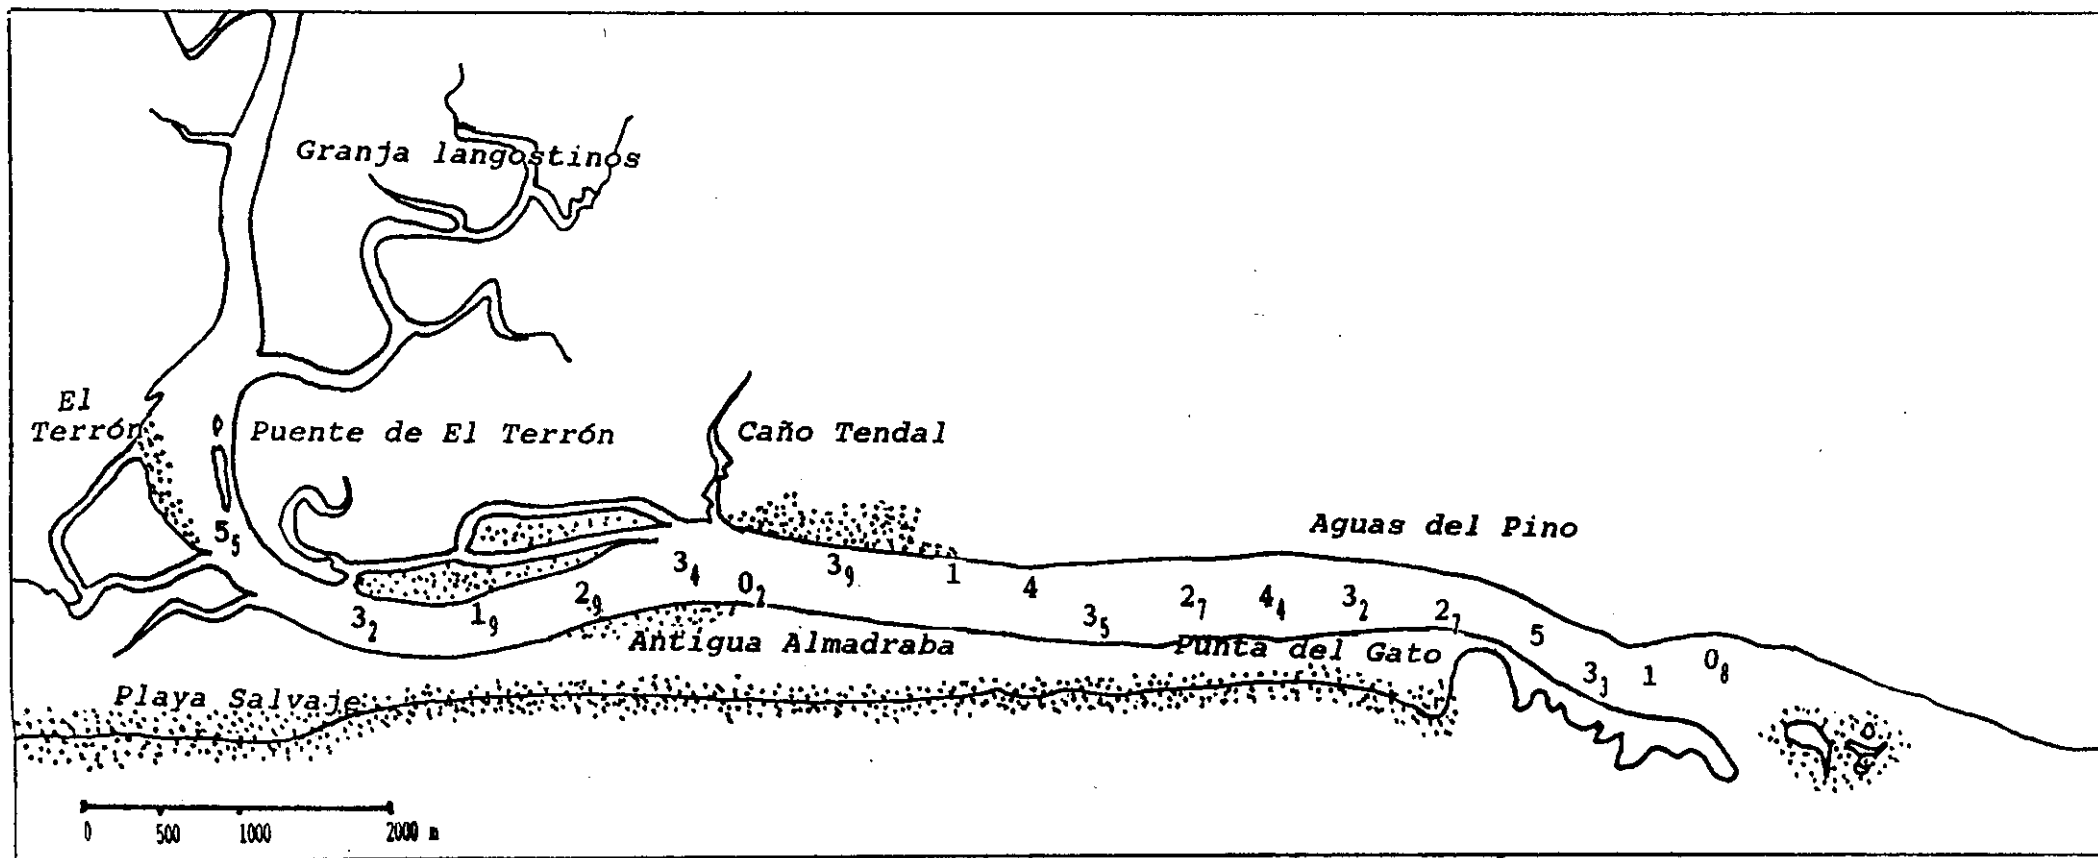 Granja langostinos
El
Terrón
Puente de El Terrón
Caño Tendal
Aguas del Pino
5₅
3₄
3₉
1
4
2₇
4₄
3₂
2₇
0₂
2₉
1₉
3₂
3₅
5
3₃
1
0₈
Antigua Almadraba
Punta del Gato
Playa Salvaje
0 500 1000 2000 m